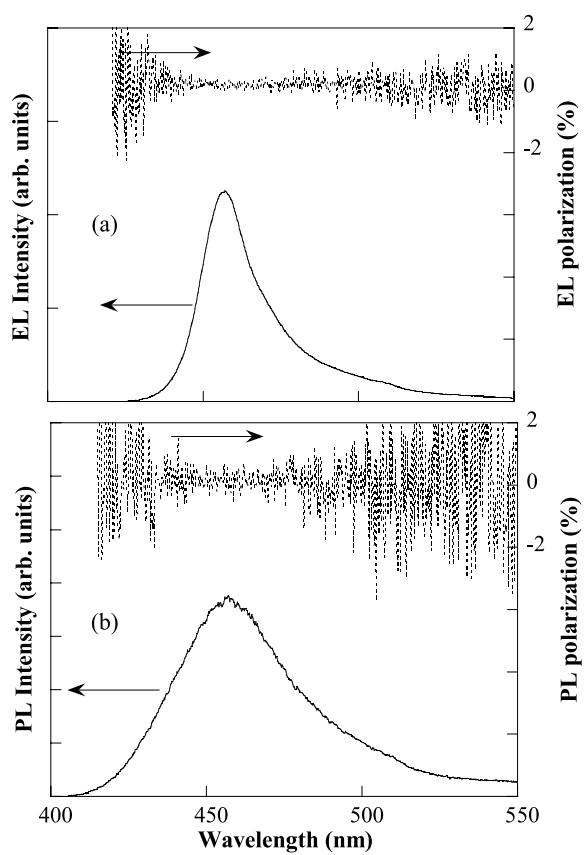 2
0
-2
EL Intensity (arb. units)
EL polarization (%)
(a)
2
0
-2
PL Intensity (arb. units)
PL polarization (%)
(b)
400
450
500
550
Wavelength (nm)